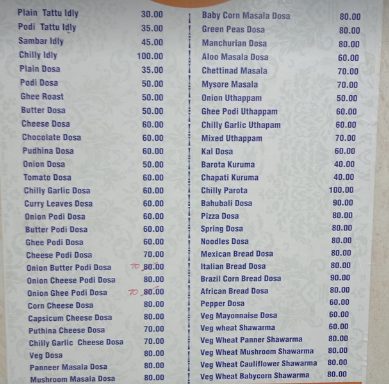 Plain Tattu Idly 30.00
Podi Tattu Idly 35.00
Sambar Idly 45.00
Chilly Idly 100.00
Plain Dosa 35.00
Podi Dosa 50.00
Ghee Roast 50.00
Butter Dosa 50.00
Cheese Dosa 60.00
Chocolate Dosa 60.00
Pudhina Dosa 60.00
Onion Dosa 50.00
Tomato Dosa 60.00
Chilly Garlic Dosa 60.00
Curry Leaves Dosa 60.00
Onion Podi Dosa 60.00
Butter Podi Dosa 60.00
Ghee Podi Dosa 60.00
Cheese Podi Dosa 70.00
Onion Butter Podi Dosa 70 80.00
Onion Cheese Podi Dosa 80.00
Onion Ghee Podi Dosa 70 80.00
Corn Cheese Dosa 80.00
Capsicum Cheese Dosa 80.00
Puthina Cheese Dosa 70.00
Chilly Garlic Cheese Dosa 70.00
Veg Dosa 80.00
Panneer Masala Dosa 80.00
Mushroom Masala Dosa 80.00
Baby Corn Masala Dosa 80.00
Green Peas Dosa 80.00
Manchurian Dosa 80.00
Aloo Masala Dosa 60.00
Chettinad Masala 70.00
Mysore Masala 70.00
Onion Uthappam 50.00
Ghee Podi Uthappam 60.00
Chilly Garlic Uthapam 60.00
Mixed Uthappam 70.00
Kal Dosa 60.00
Barota Kuruma 40.00
Chapati Kuruma 40.00
Chilly Parota 100.00
Bahubali Dosa 90.00
Pizza Dosa 80.00
Spring Dosa 80.00
Noodles Dosa 80.00
Mexican Bread Dosa 80.00
Italian Bread Dosa 80.00
Brazil Corn Bread Dosa 90.00
African Bread Dosa 80.00
Pepper Dosa 60.00
Veg Mayonnaise Dosa 60.00
Veg wheat Shawarma 60.00
Veg Wheat Panner Shawarma 80.00
Veg Wheat Mushroom Shawarma 80.00
Veg Wheat Cauliflower Shawarma 80.00
Veg Wheat Babycorn Shawarma 80.00